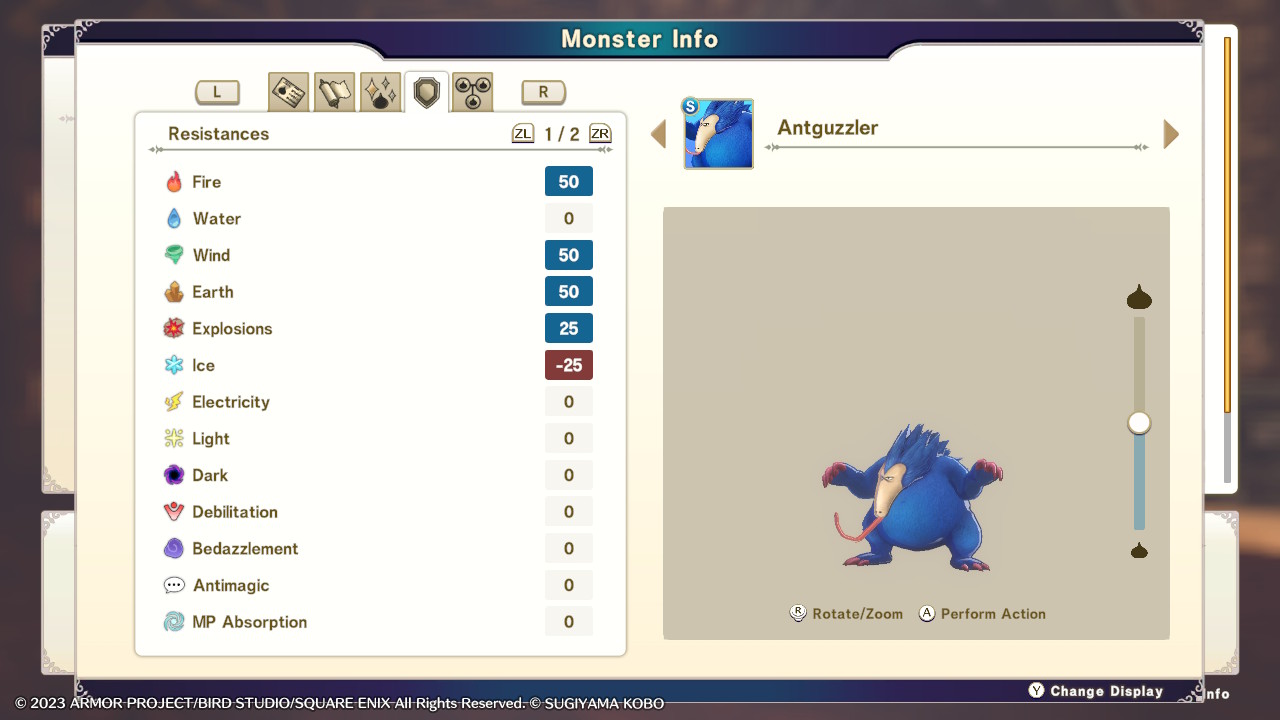 Monster Info
L
R
Resistances
ZL 1 / 2 ZR
Fire 50
Water 0
Wind 50
Earth 50
Explosions 25
Ice -25
Electricity 0
Light 0
Dark 0
Debilitation 0
Bedazzlement 0
Antimagic 0
MP Absorption 0
S
Antguzzler
R Rotate/Zoom A Perform Action
Y Change Display
nfo
© 2023 ARMOR PROJECT/BIRD STUDIO/SQUARE ENIX All Rights Reserved. © SUGIYAMA KOBO